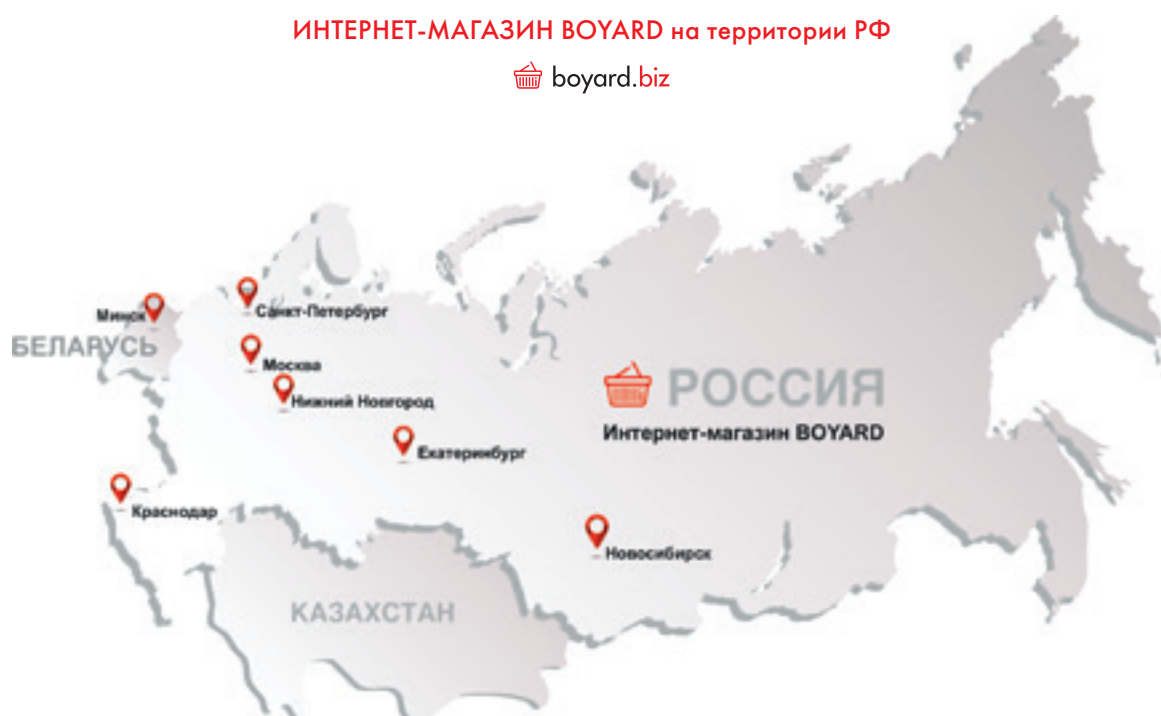 ИНТЕРНЕТ-МАГАЗИН BOYARD на территории РФ
boyard.biz
Минск
Санкт-Петербург
БЕЛАРУСЬ
Москва
РОССИЯ
Нижний Новгород
Интернет-магазин BOYARD
Екатеринбург
Краснодар
Новосибирск
КАЗАХСТАН